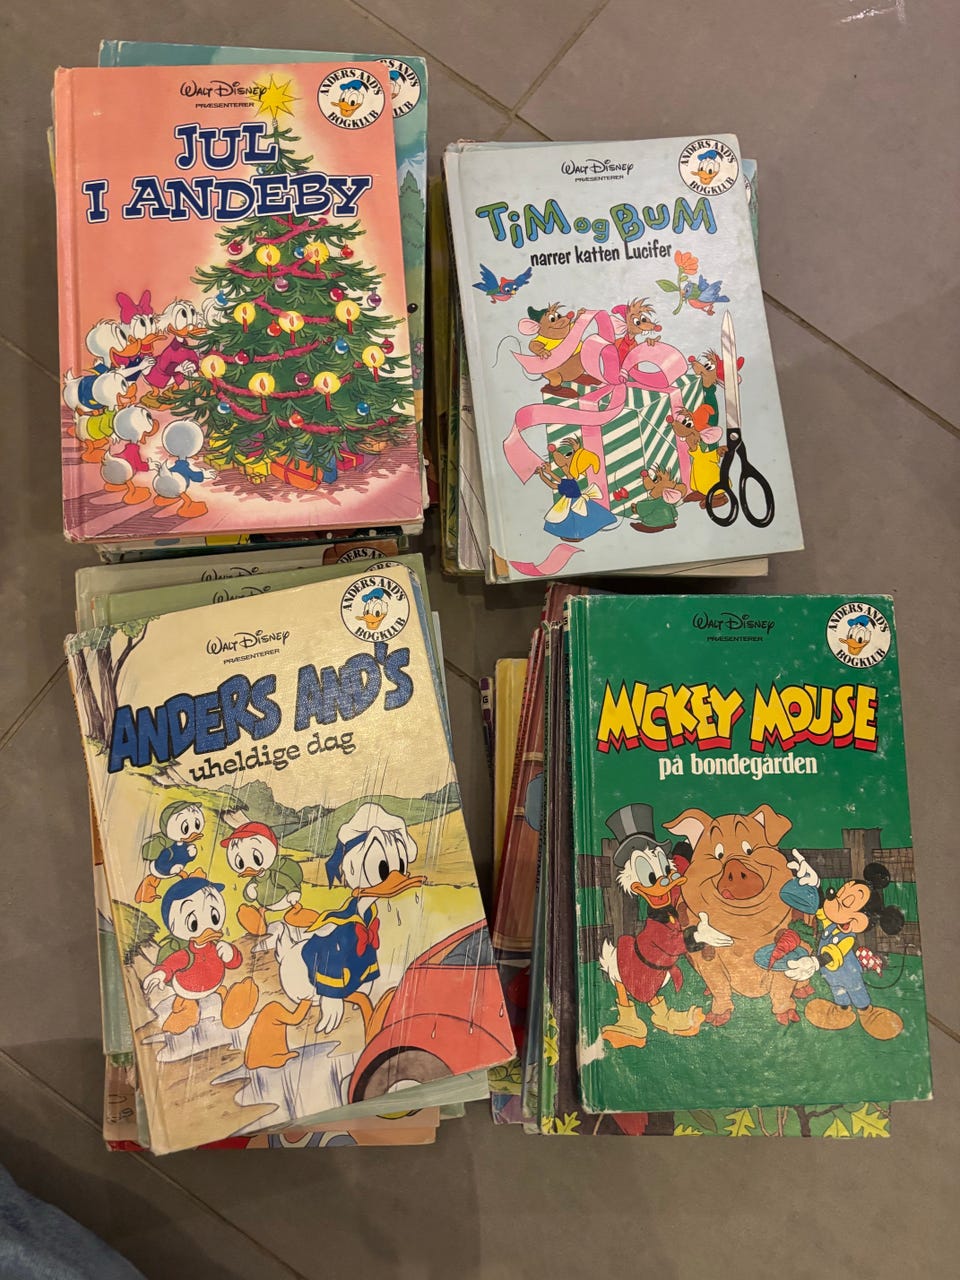 WALT DISNEY
PRÆSENTERER
ANDERS AND'S
BOGKLUB
JUL
I ANDEBY
WALT DISNEY
PRÆSENTERER
ANDERS AND'S
BOGKLUB
TiM og BUM
narrer katten Lucifer
WALT DISNEY
PRÆSENTERER
ANDERS AND'S
BOGKLUB
ANDERS AND'S
uheldige dag
WALT DISNEY
PRÆSENTERER
ANDERS AND'S
BOGKLUB
MICKEY MOUSE
på bondegården